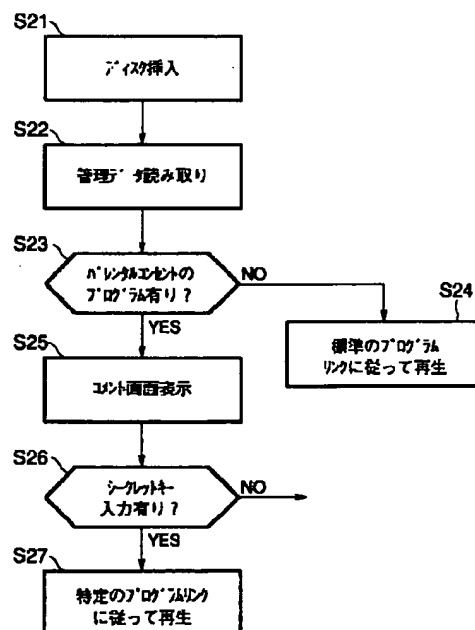 S21
ディスク挿入
S22
管理データ読み取り
S23
パレンタルコンセントの
プログラム有り?
NO
YES
S24
標準のプログラム
リンクに従って再生
S25
コメント画面表示
S26
シークレットキー
入力有り?
NO
YES
S27
特定のプログラムリンク
に従って再生